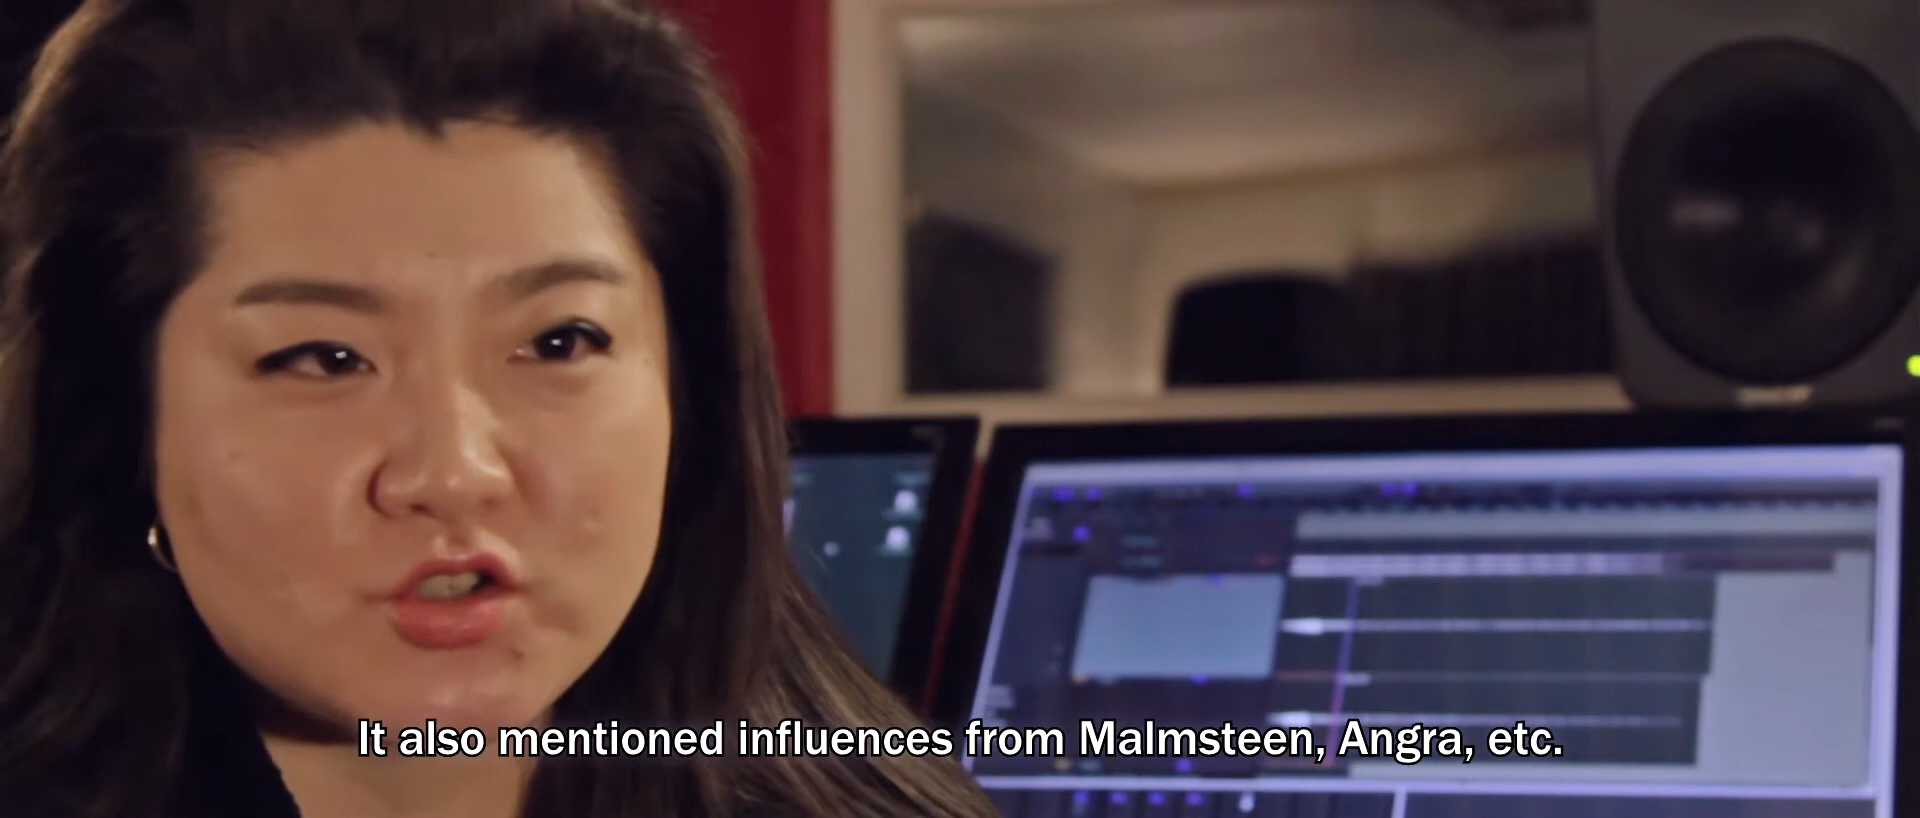 It also mentioned influences from Malmsteen, Angra, etc.